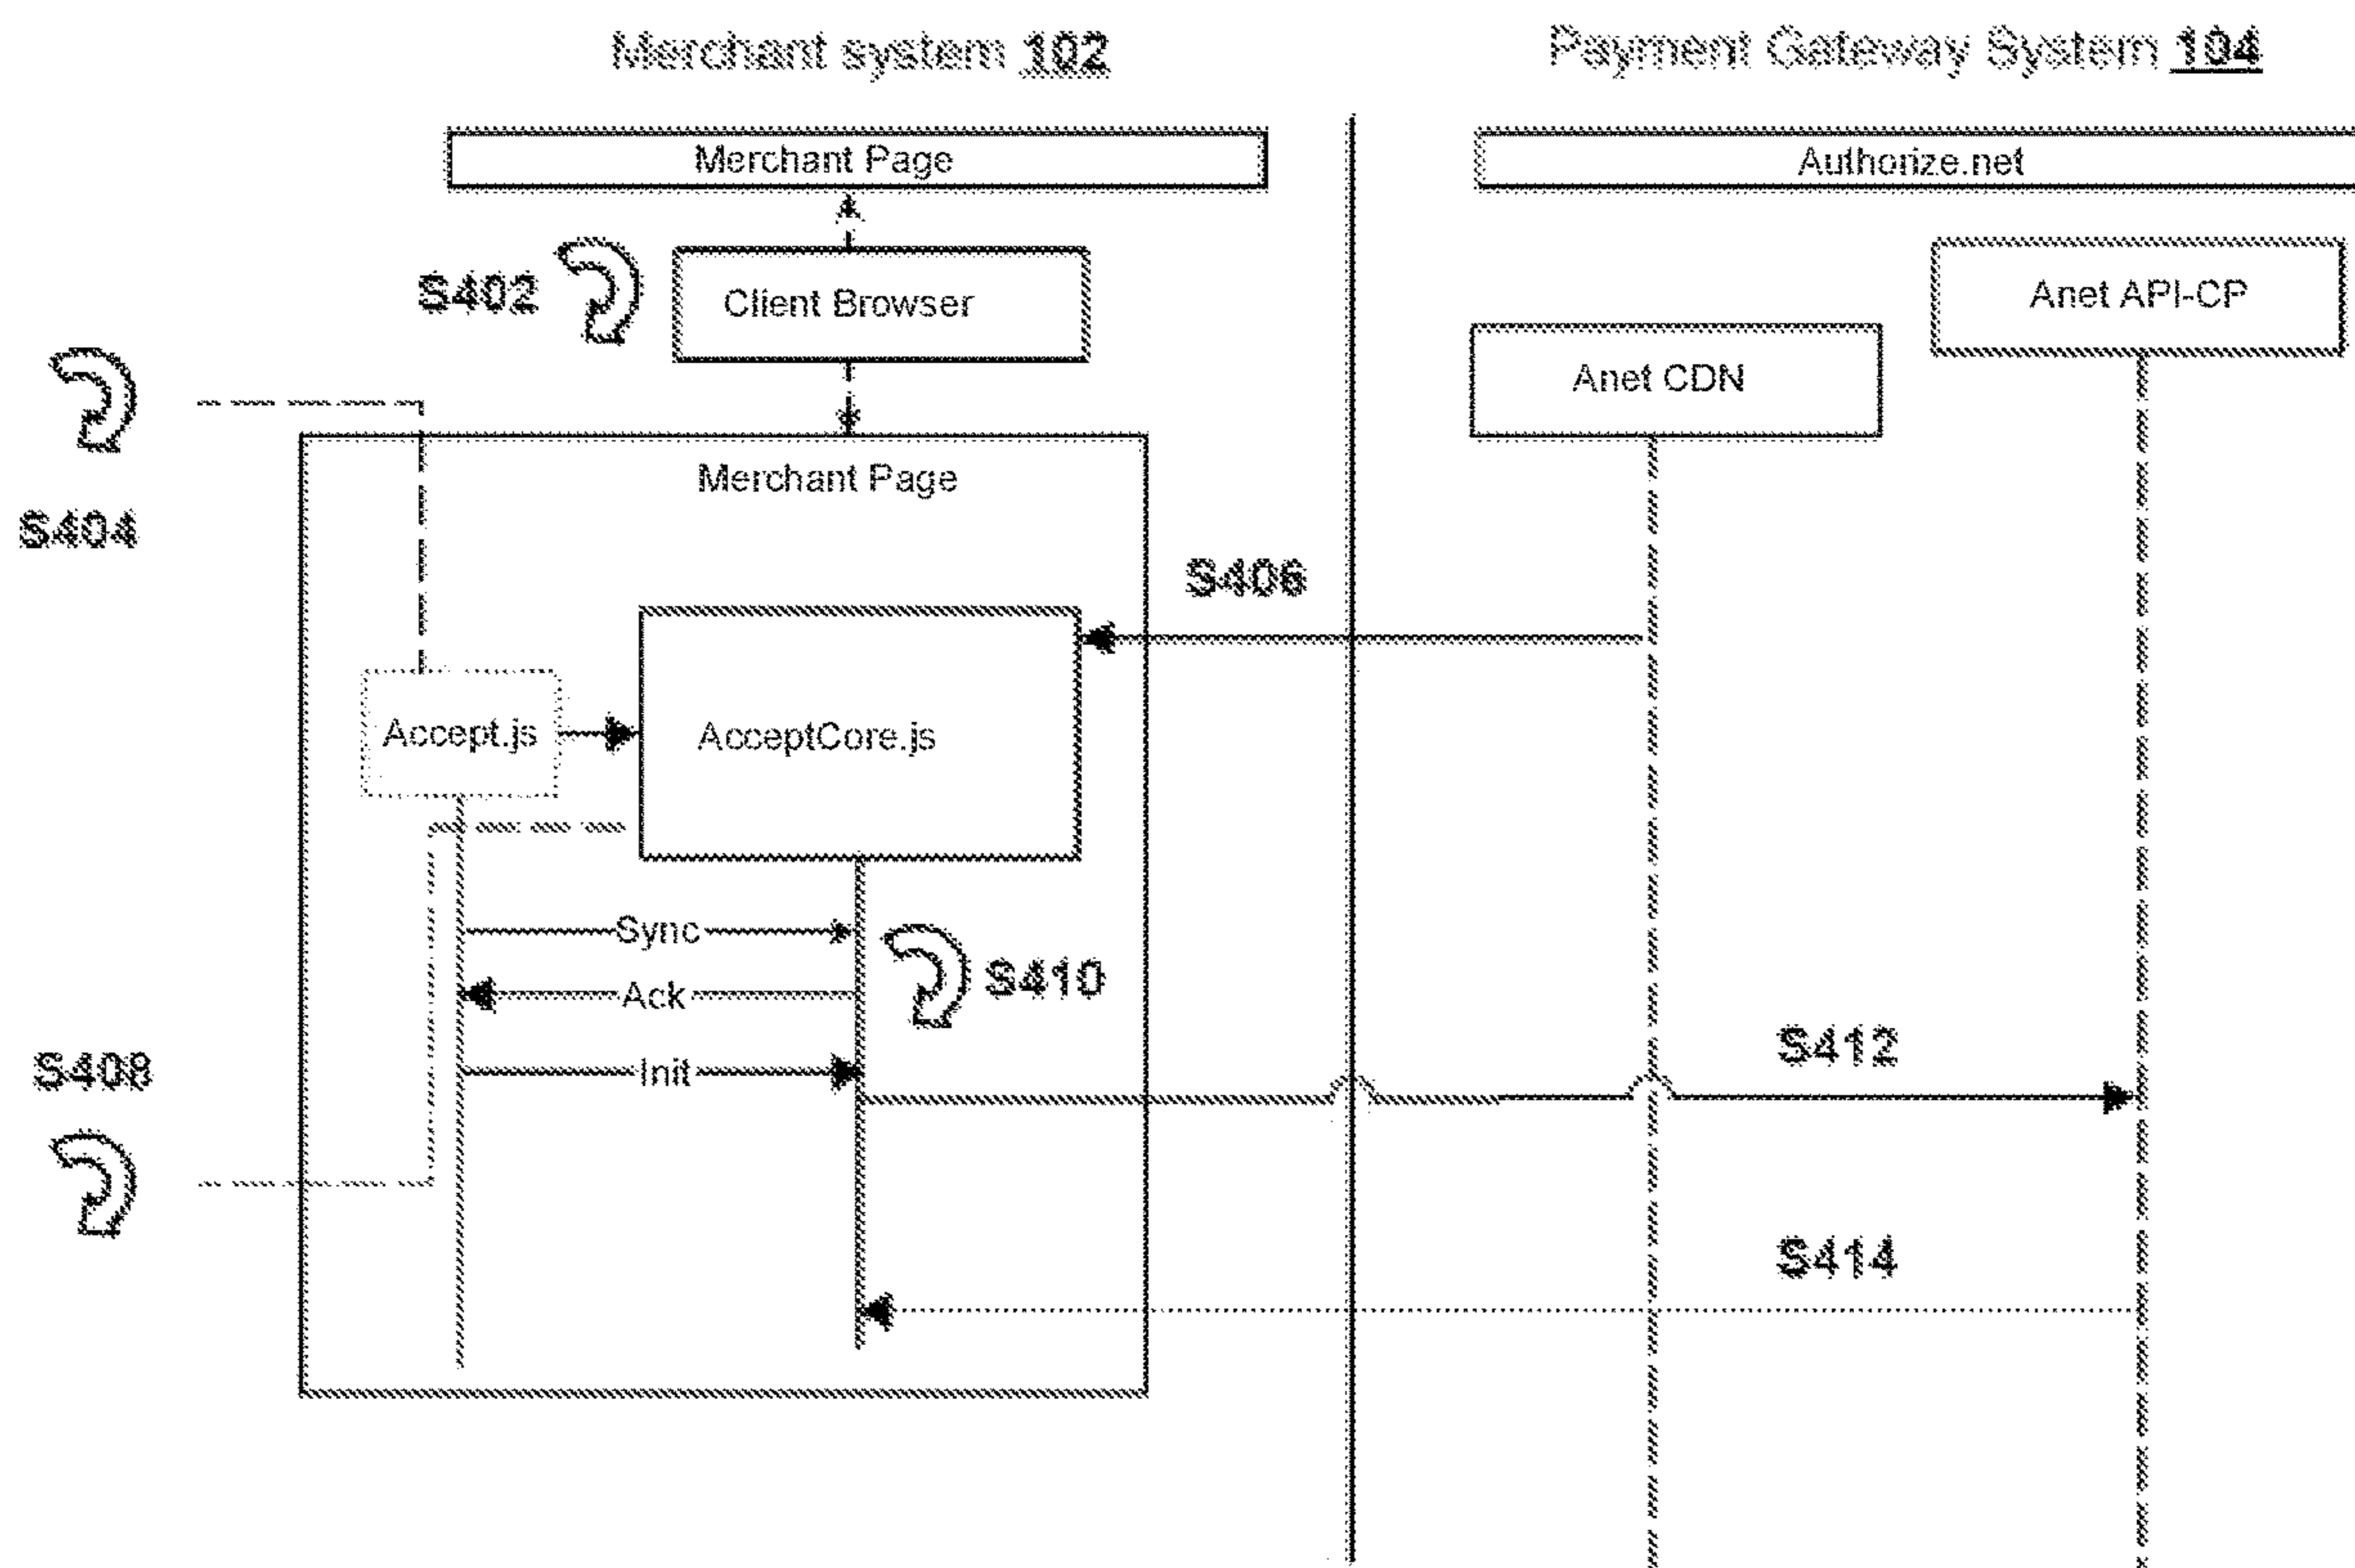 Merchant system 102
Payment Gateway System 104
Merchant Page
Authorize.net
S402
Client Browser
Anet API-CP
Anet CDN
Merchant Page
S404
S406
Accept.js
AcceptCore.js
Sync
S410
Ack
S412
S408
Init
S414